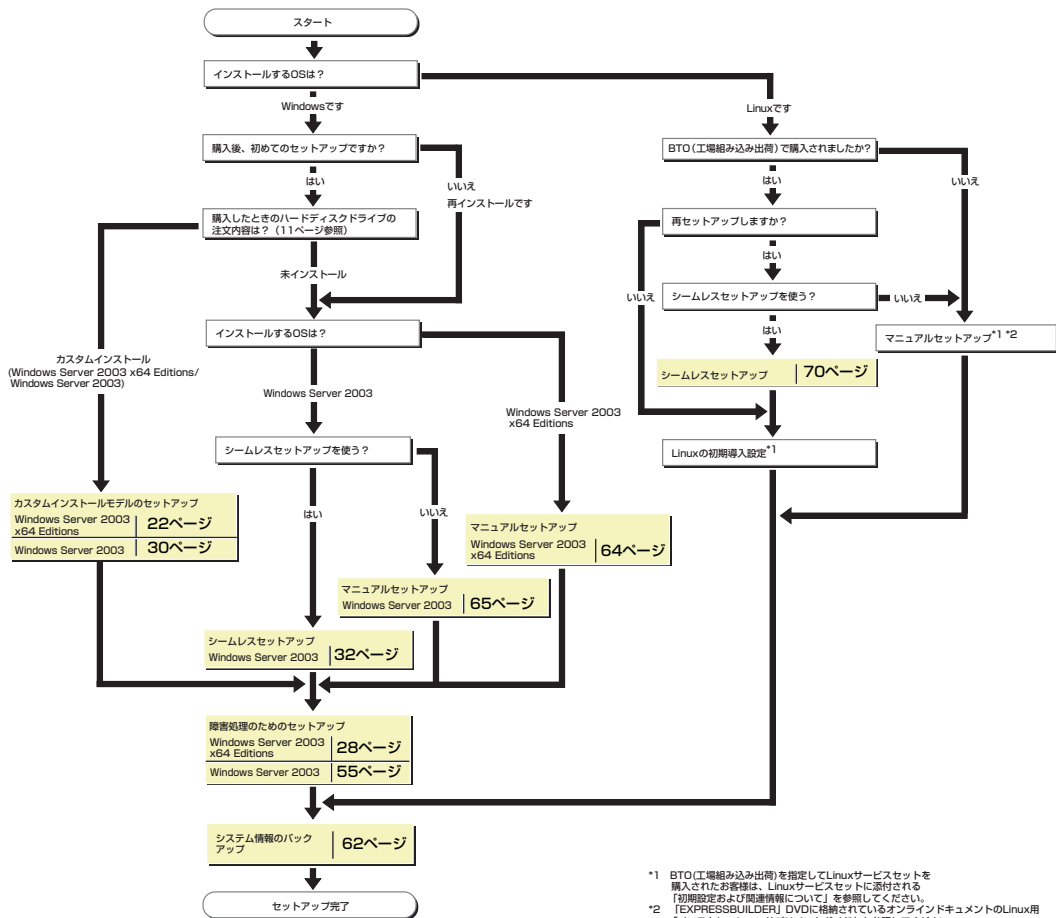 スタート
インストールするOSは？
Windowsです
Linuxです
購入後、初めてのセットアップですか？
BTO(工場組み込み出荷)で購入されましたか？
はい
いいえ
再インストールです
はい
いいえ
購入したときのハードディスクドライブの
注文内容は？（11ページ参照）
再セットアップしますか？
未インストール
はい
いいえ
シームレスセットアップを使う？
いいえ
インストールするOSは？
はい
マニュアルセットアップ*1 *2
カスタムインストール
(Windows Server 2003 x64 Editions/
Windows Server 2003)
シームレスセットアップ 70ページ
Windows Server 2003
Windows Server 2003
x64 Editions
シームレスセットアップを使う？
Linuxの初期導入設定*1
カスタムインストールモデルのセットアップ
Windows Server 2003
x64 Editions 22ページ
Windows Server 2003 30ページ
はい
いいえ
マニュアルセットアップ
Windows Server 2003
x64 Editions 64ページ
マニュアルセットアップ
Windows Server 2003 65ページ
シームレスセットアップ
Windows Server 2003 32ページ
障害処理のためのセットアップ
Windows Server 2003
x64 Editions 28ページ
Windows Server 2003 55ページ
システム情報のバック
アップ 62ページ
セットアップ完了
*1 BTO(工場組み込み出荷)を指定してLinuxサービスセットを
購入されたお客様は、Linuxサービスセットに添付される
「初期設定および関連情報について」を参照してください。
*2 「EXPRESSBUILDER」DVDに格納されているオンラインドキュメントのLinux用